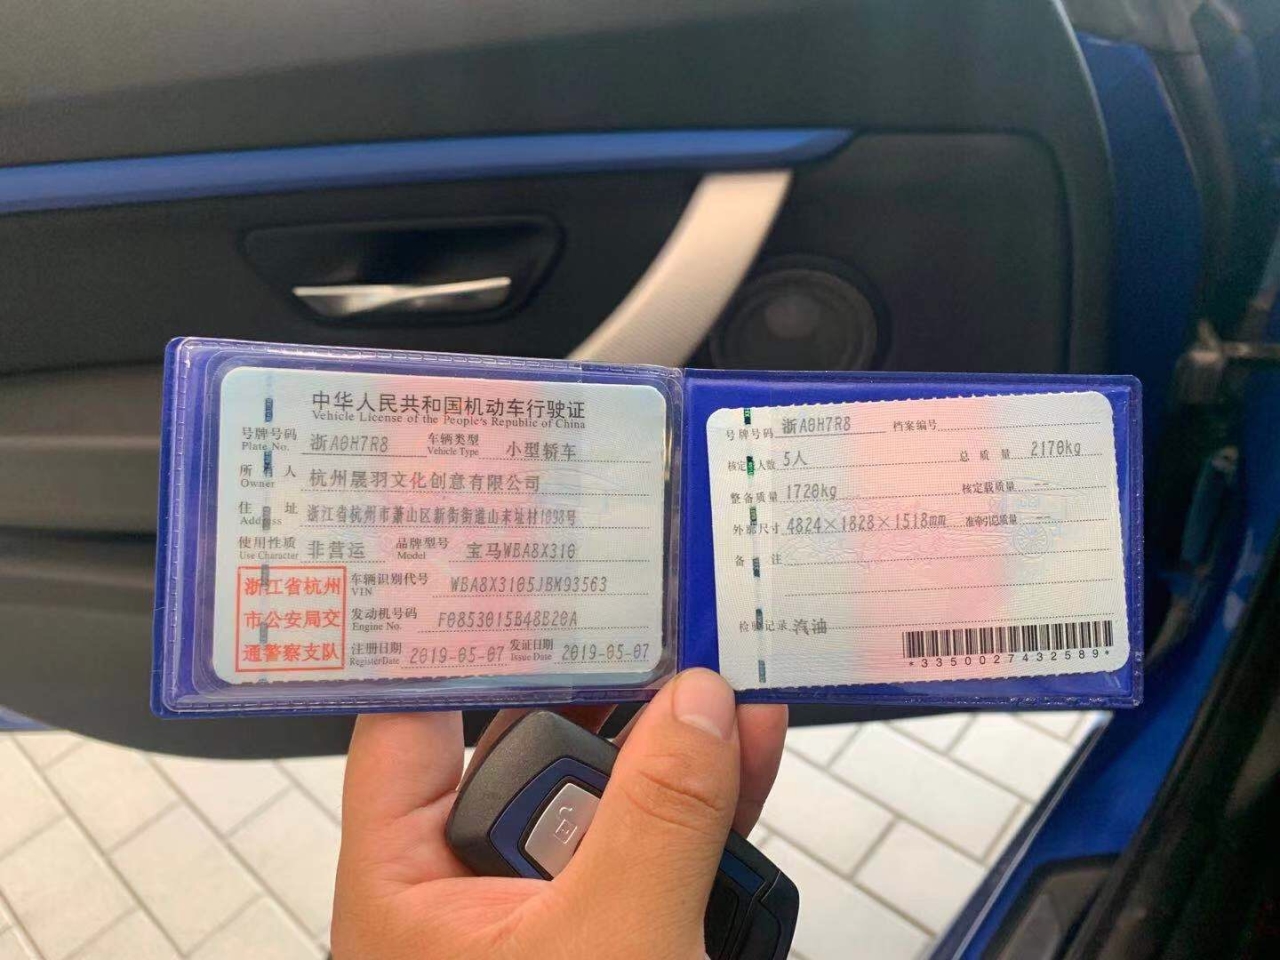 中华人民共和国机动车行驶证
Vehicle License of the People's Republic of China
号牌号码 浙A0H7R8 车辆类型 小型轿车
Plate No. Vehicle Type
所有人 杭州晟羽文化创意有限公司
Owner
住址 浙江省杭州市萧山区新街街道山末址村1098号
Address
使用性质 非营运 品牌型号 宝马WBA8X310
Use Character Model
浙江省杭州
市公安局交
通警察支队
车辆识别代号 WBA8X3105JBM93563
VIN
发动机号码 F0853015B48B20A
Engine No.
注册日期 2019-05-07 发证日期 2019-05-07
Register Date Issue Date
号牌号码 浙A0H7R8 档案编号
核定 人数 5人 总质量 2170kg
整备质量 1720kg 核定载质量 --
外廓尺寸 4824×1828×1518㎜ 准牵引总质量 --
备注
检验记录 汽油
*3350027432589*